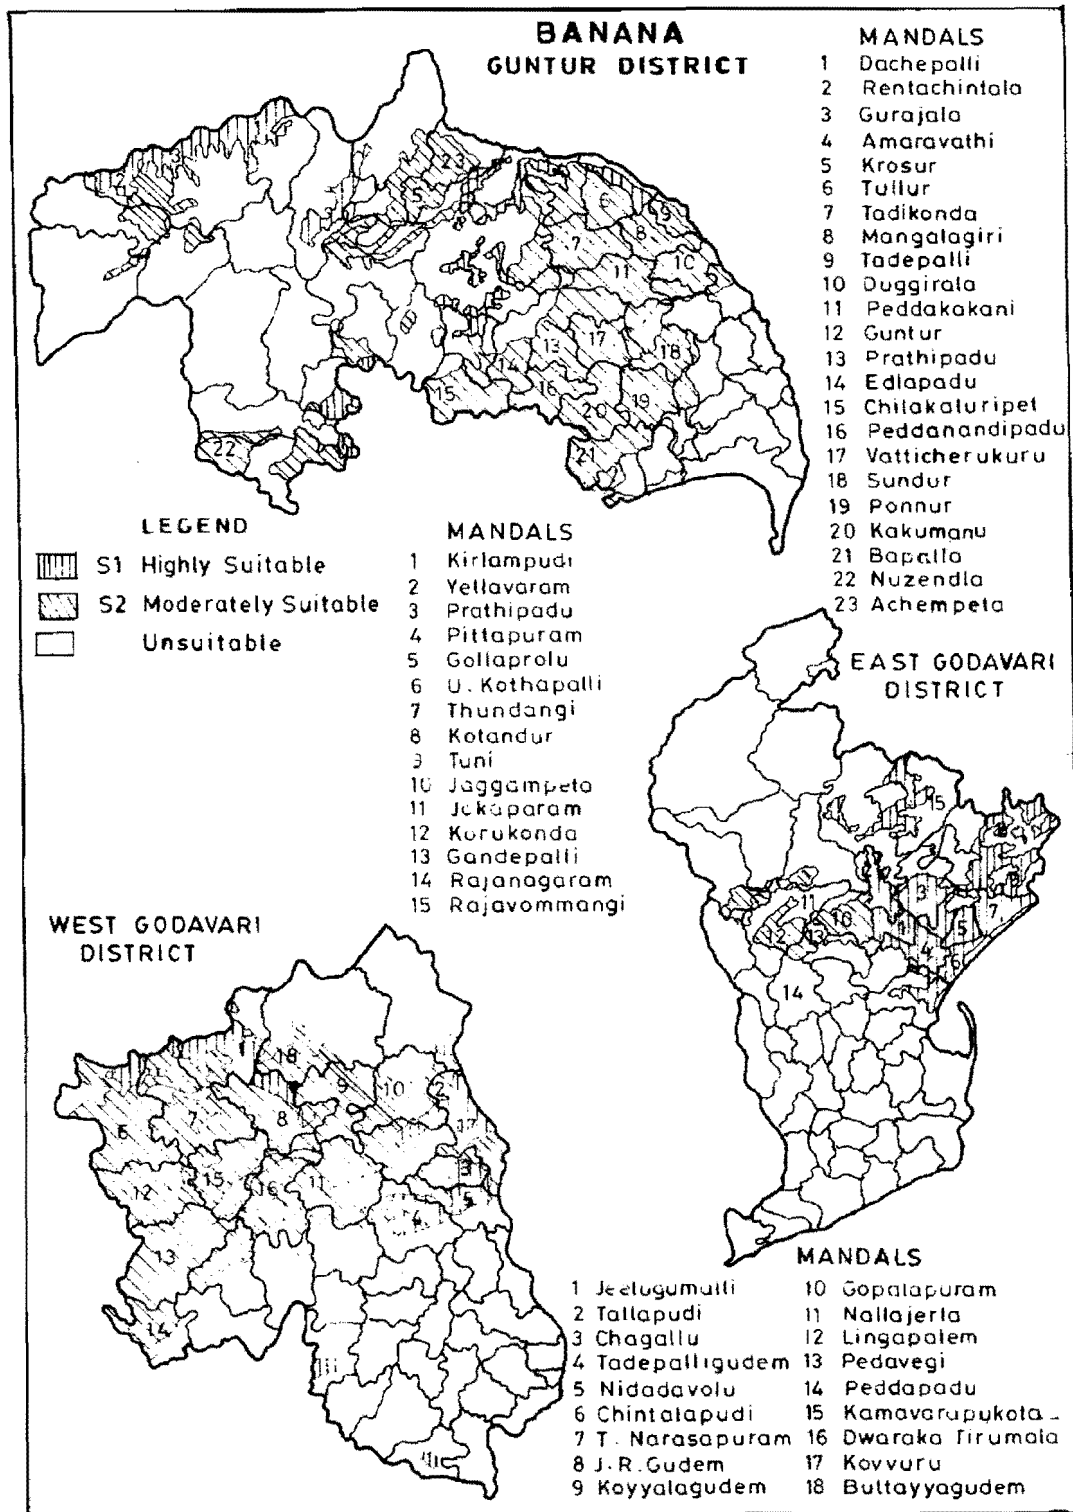 BANANA
GUNTUR DISTRICT
MANDALS
1 Dachepalli
2 Rentachintala
3 Gurajala
4 Amaravathi
5 Krosur
6 Tullur
7 Tadikonda
8 Mangalagiri
9 Tadepalli
10 Duggirala
11 Peddakakani
12 Guntur
13 Prathipadu
14 Edlapadu
15 Chilakaluripet
16 Peddanandipadu
17 Vatticherukuru
18 Sundur
19 Ponnur
20 Kakumanu
21 Bapatla
22 Nuzendla
23 Achempeta
LEGEND
S1 Highly Suitable
S2 Moderately Suitable
Unsuitable
MANDALS
1 Kirlampudi
2 Yellavaram
3 Prathipadu
4 Pittapuram
5 Gollaprolu
6 U. Kothapalli
7 Thundangi
8 Kotandur
9 Tuni
10 Jaggampeta
11 Jokaparam
12 Korukonda
13 Gandepalli
14 Rajanagaram
15 Rajavommangi
EAST GODAVARI
DISTRICT
WEST GODAVARI
DISTRICT
MANDALS
1 Jeelugumulli
2 Tallapudi
3 Chagallu
4 Tadepalligudem
5 Nidadavolu
6 Chintalapudi
7 T. Narasapuram
8 J.R.Gudem
9 Koyyalagudem
10 Gopalapuram
11 Nallajerla
12 Lingapalem
13 Pedavegi
14 Peddapadu
15 Kamavarupukota
16 Dwaraka Tirumala
17 Kovvuru
18 Buttayyagudem